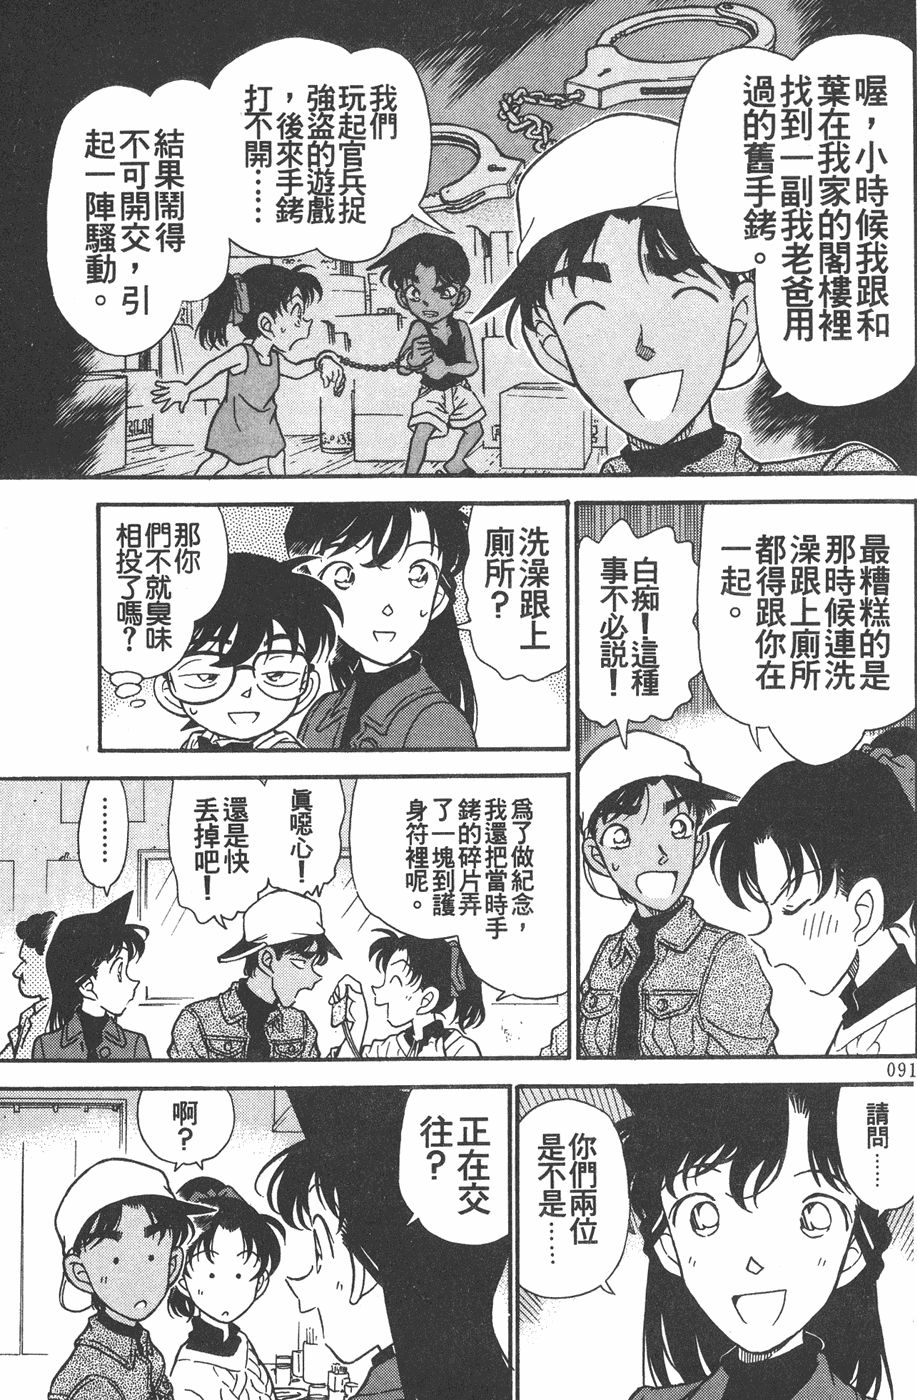 喔，小時候我跟和
葉在我家的閣樓裡
找到一副我老爸用
過的舊手銬。
我們
玩起官兵捉
強盜的遊戲
，後來手銬
打不開……
結果鬧得
不可開交，引
起一陣騷動。
最糟糕的是
那時候連洗
澡跟上廁所
都得跟你在
一起。
白痴！這種
事不必說！
洗澡跟上
廁所？
那你
們不就臭味
相投了嗎？
為了做紀念，
我還把當時手
銬的碎片弄
了一塊到護
身符裡呢。
眞噁心！
還是快
丟掉吧！
………
091
請問……
你們兩位
是不是……
正在交
往？
啊？